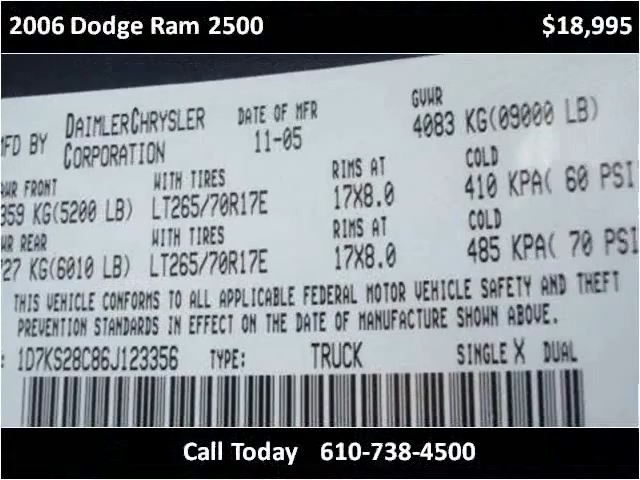 2006 Dodge Ram 2500 $18,995
MFD BY DAIMLERCHRYSLER CORPORATION DATE OF MFR 11-05 GVWR 4083 KG(09000 LB)
FRONT WITH TIRES RIMS AT COLD
359 KG(5200 LB) LT265/70R17E 17X8.0 410 KPA( 60 PSI
REAR WITH TIRES RIMS AT COLD
27 KG(6010 LB) LT265/70R17E 17X8.0 485 KPA( 70 PSI
THIS VEHICLE CONFORMS TO ALL APPLICABLE FEDERAL MOTOR VEHICLE SAFETY AND THEFT
PREVENTION STANDARDS IN EFFECT ON THE DATE OF MANUFACTURE SHOWN ABOVE.
: 1D7KS28C86J123356 TYPE: TRUCK SINGLE X DUAL
Call Today 610-738-4500